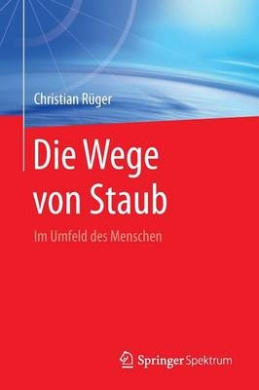 Christian Rüger
Die Wege
von Staub
Im Umfeld des Menschen
Springer Spektrum